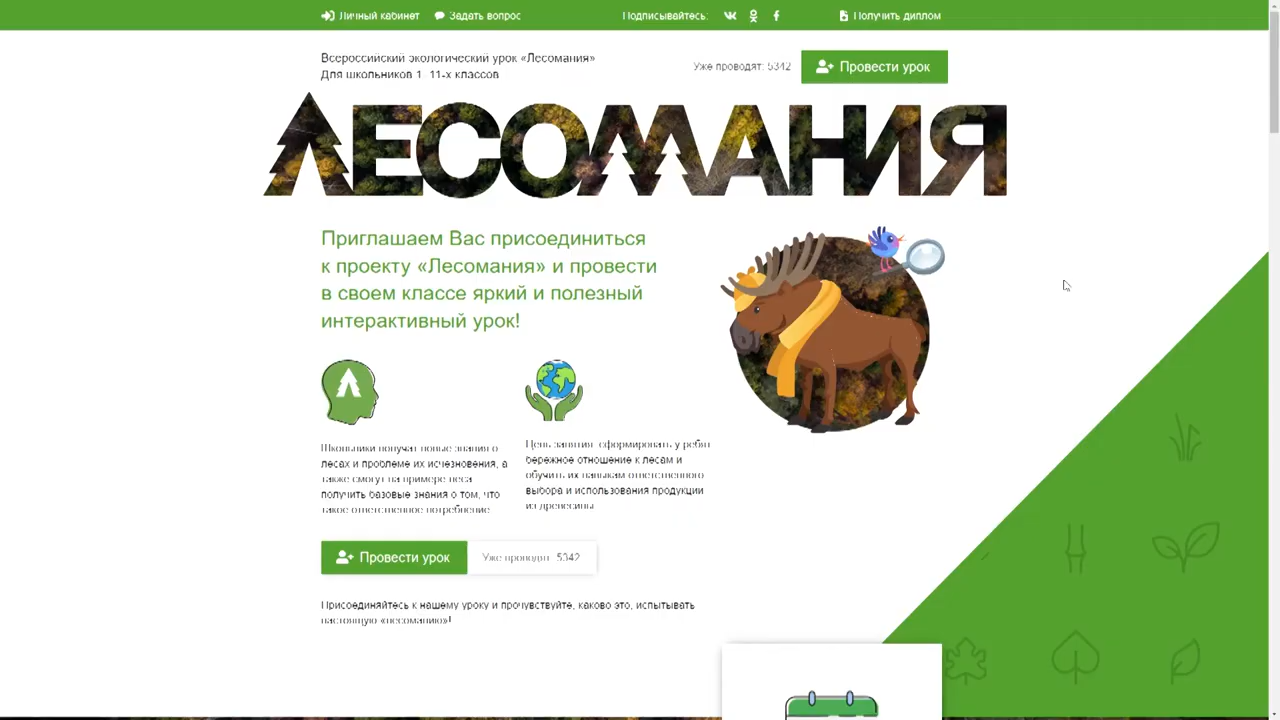 Личный кабинет
Задать вопрос
Подписывайтесь:
Получить диплом
Всероссийский экологический урок «Лесомания»
Для школьников 1-11-х классов
Уже проводят: 5342
Провести урок
ЛЕСОМАНИЯ
Приглашаем Вас присоединиться
к проекту «Лесомания» и провести
в своем классе яркий и полезный
интерактивный урок!
Школьники получат новые знания о
лесах и проблеме их исчезновения, а
также смогут на примере леса
получить базовые знания о том, что
такое ответственное потребление
Цель занятия: сформировать у ребят
бережное отношение к лесам и
обучить их навыкам ответственного
выбора и использования продукции
из древесины
Провести урок
Уже проводят: 5342
Присоединяйтесь к нашему уроку и прочувствуйте, каково это, испытывать
настоящую «лесоманию»!